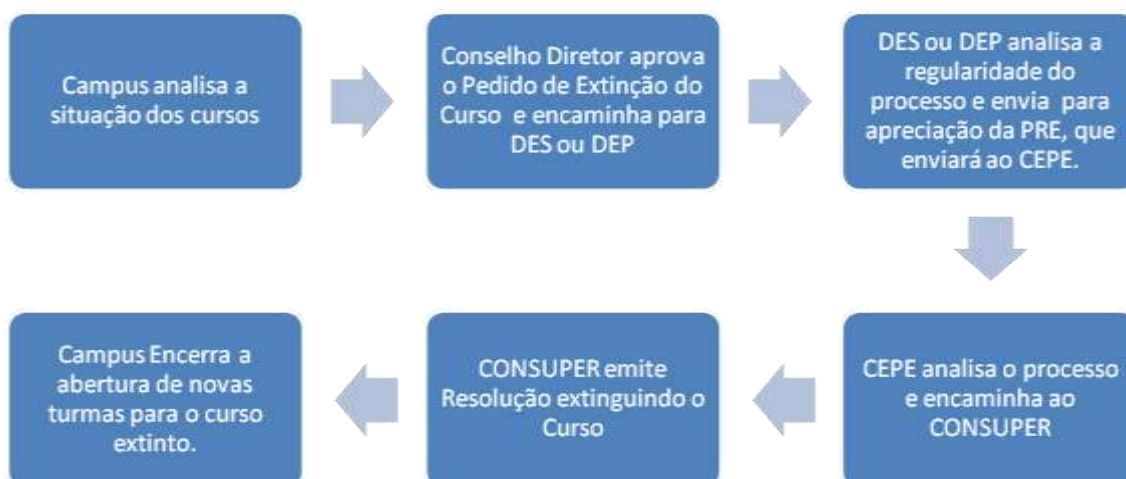 Campus analisa a
situação dos cursos
Conselho Diretor aprova
o Pedido de Extinção do
Curso e encaminha para
DES ou DEP
DES ou DEP analisa a
regularidade do
processo e envia para
apreciação da PRE, que
enviará ao CEPE.
CEPE analisa o processo
e encaminha ao
CONSUPER
CONSUPER emite
Resolução extinguindo o
Curso
Campus Encerra a
abertura de novas
turmas para o curso
extinto.